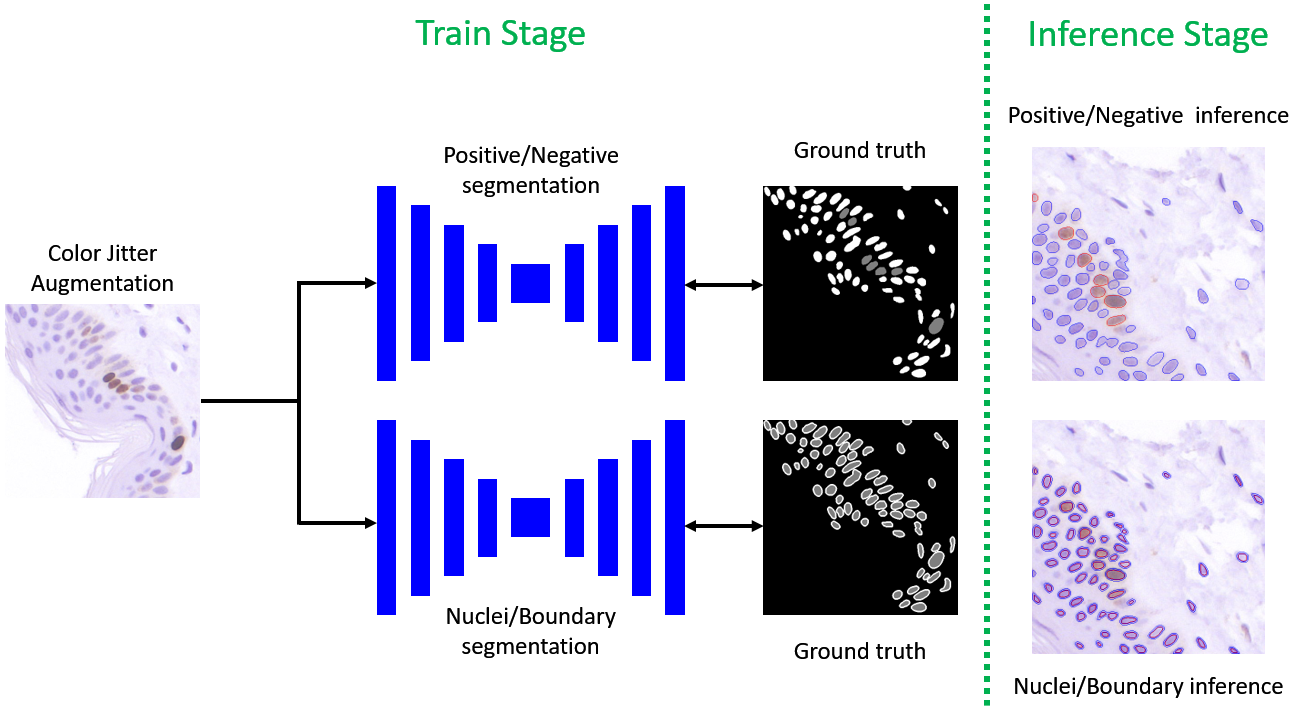 Train Stage
Inference Stage
Positive/Negative inference
Positive/Negative
segmentation
Ground truth
Color Jitter
Augmentation
Nuclei/Boundary
segmentation
Ground truth
Nuclei/Boundary inference